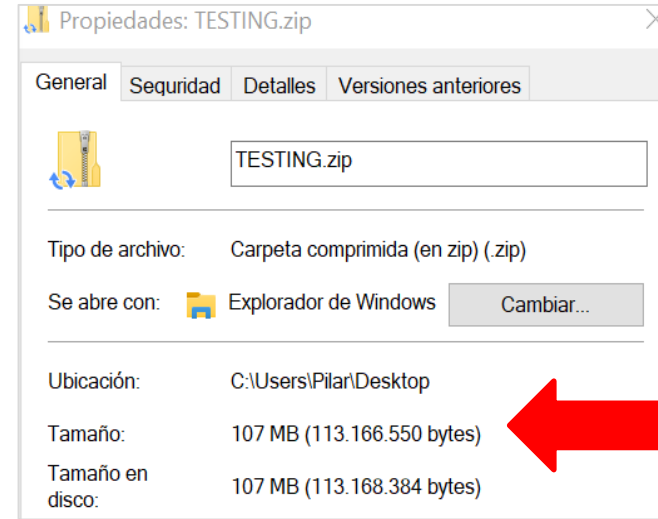 Propiedades: TESTING.zip
General Seguridad Detalles Versiones anteriores
TESTING.zip
Tipo de archivo: Carpeta comprimida (en zip) (.zip)
Se abre con: Explorador de Windows Cambiar...
Ubicación: C:\Users\Pilar\Desktop
Tamaño: 107 MB (113.166.550 bytes)
Tamaño en
disco: 107 MB (113.168.384 bytes)